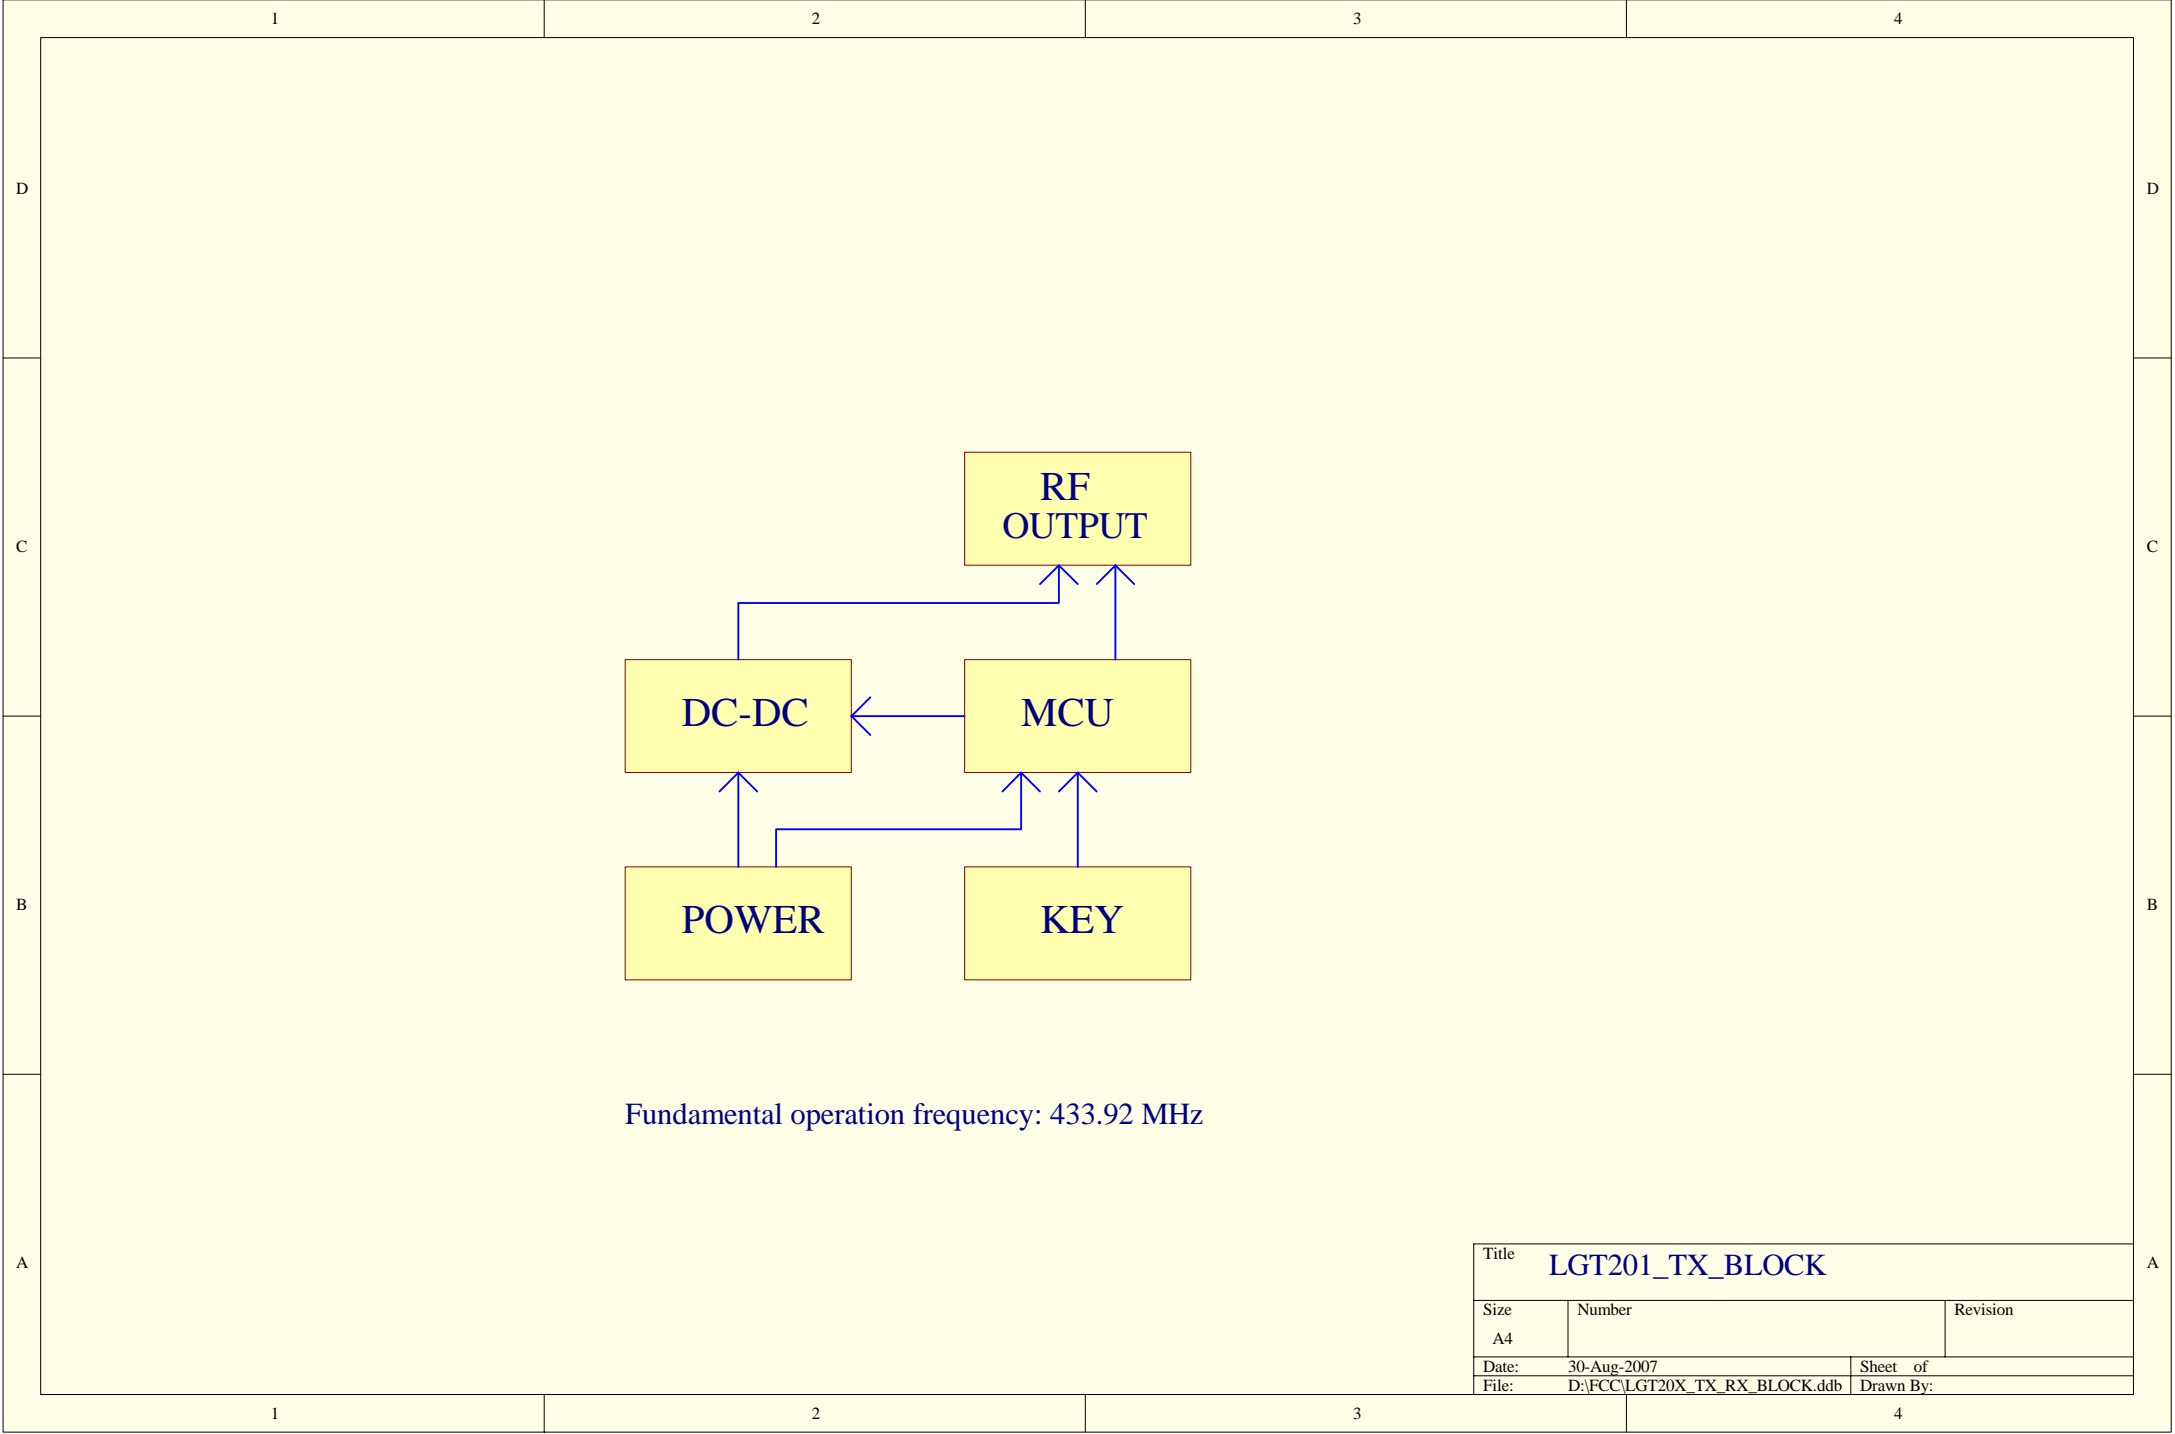 1 2 3 4
D D
RF
OUTPUT
C C
DC-DC MCU
POWER KEY
B B
Fundamental operation frequency: 433.92 MHz
Title LGT201_TX_BLOCK
A A
Size Number Revision
A4
Date: 30-Aug-2007 Sheet of
File: D:\FCC\LGT20X_TX_RX_BLOCK.ddb Drawn By:
1 2 3 4